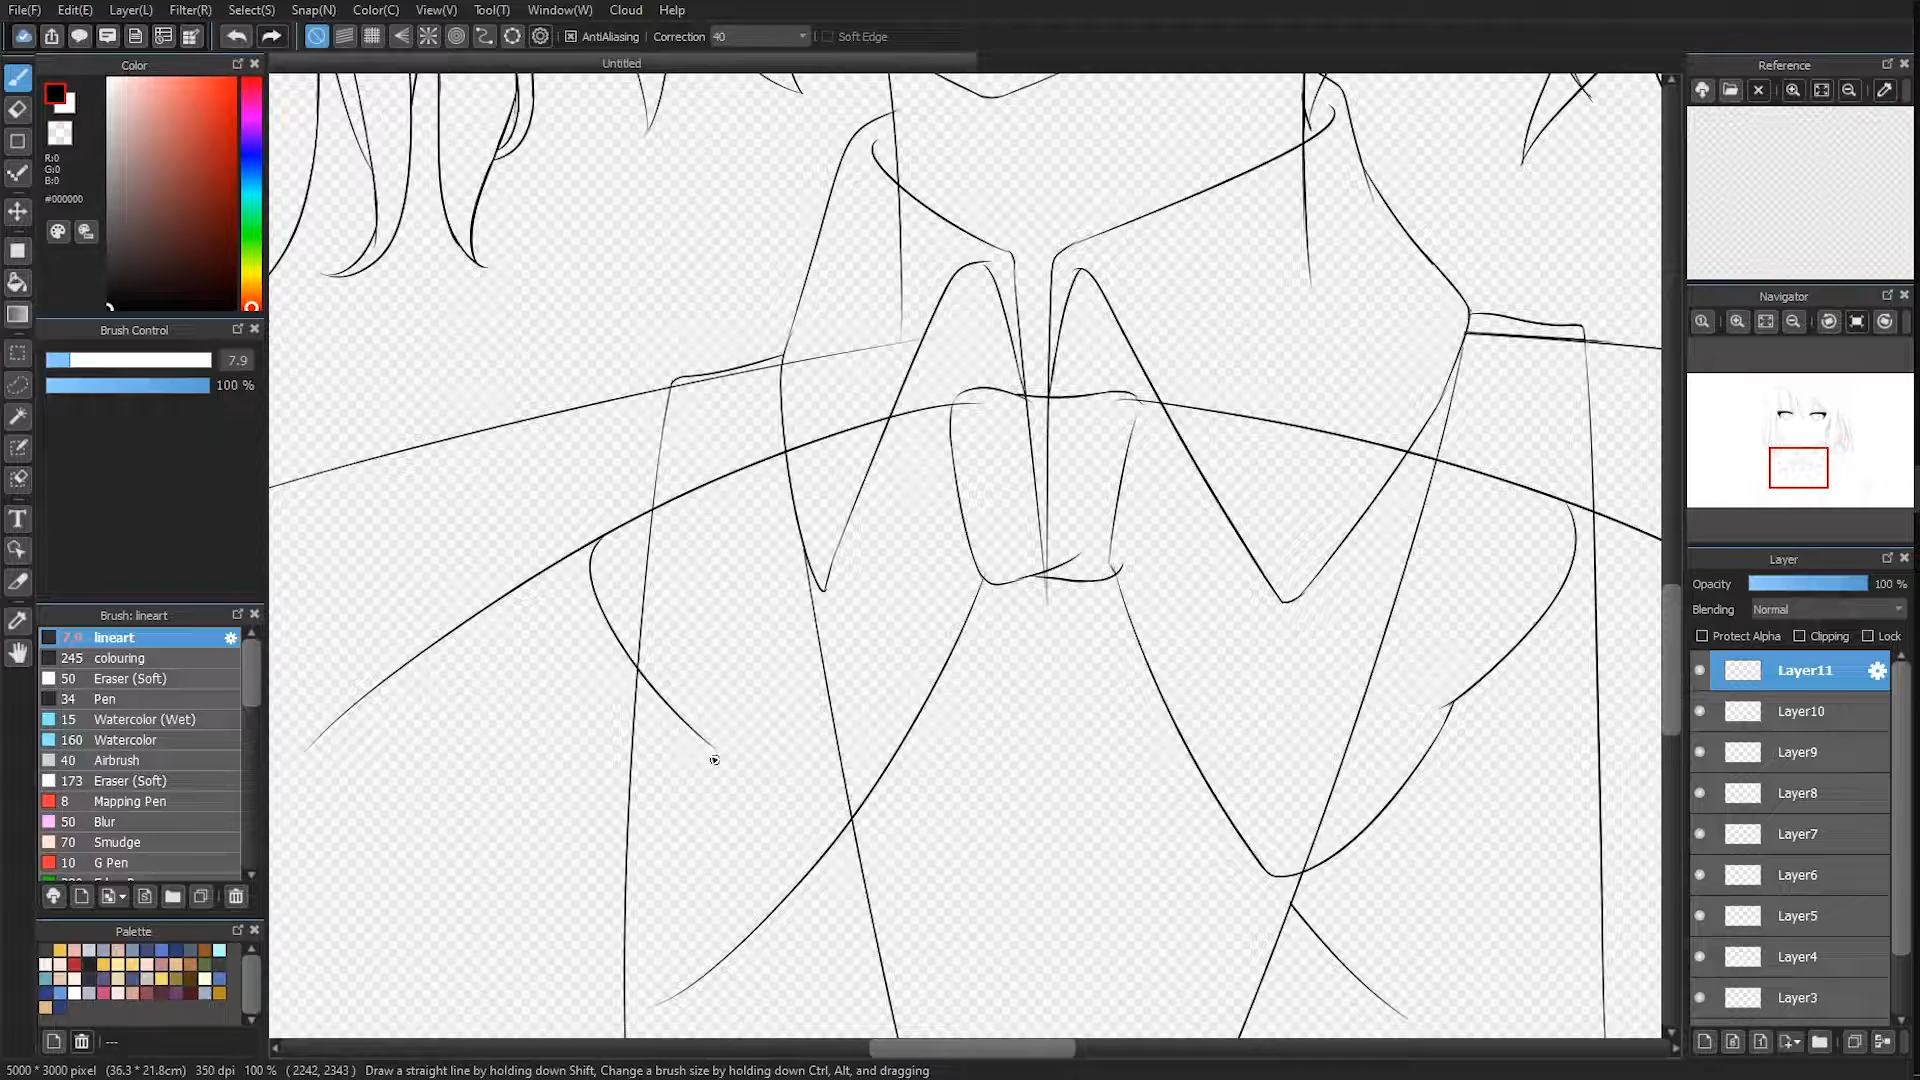 File(F) Edit(E) Layer(L) Filter(R) Select(S) Snap(N) Color(C) View(V) Tool(T) Window(W) Cloud Help
AntiAliasing Correction 40 Soft Edge
Color
Untitled
Reference
R:0
G:0
B:0
#000000
Navigator
Brush Control
7.9
100 %
Layer
Opacity 100 %
Blending Normal
Protect Alpha Clipping Lock
Brush: lineart
7.9 lineart
245 colouring
50 Eraser (Soft)
34 Pen
15 Watercolor (Wet)
160 Watercolor
40 Airbrush
173 Eraser (Soft)
8 Mapping Pen
50 Blur
70 Smudge
10 G Pen
Layer11
Layer10
Layer9
Layer8
Layer7
Layer6
Layer5
Layer4
Layer3
Palette
---
5000 * 3000 pixel (36.3 * 21.8cm) 350 dpi 100 % ( 2242, 2343 ) Draw a straight line by holding down Shift, Change a brush size by holding down Ctrl, Alt, and dragging